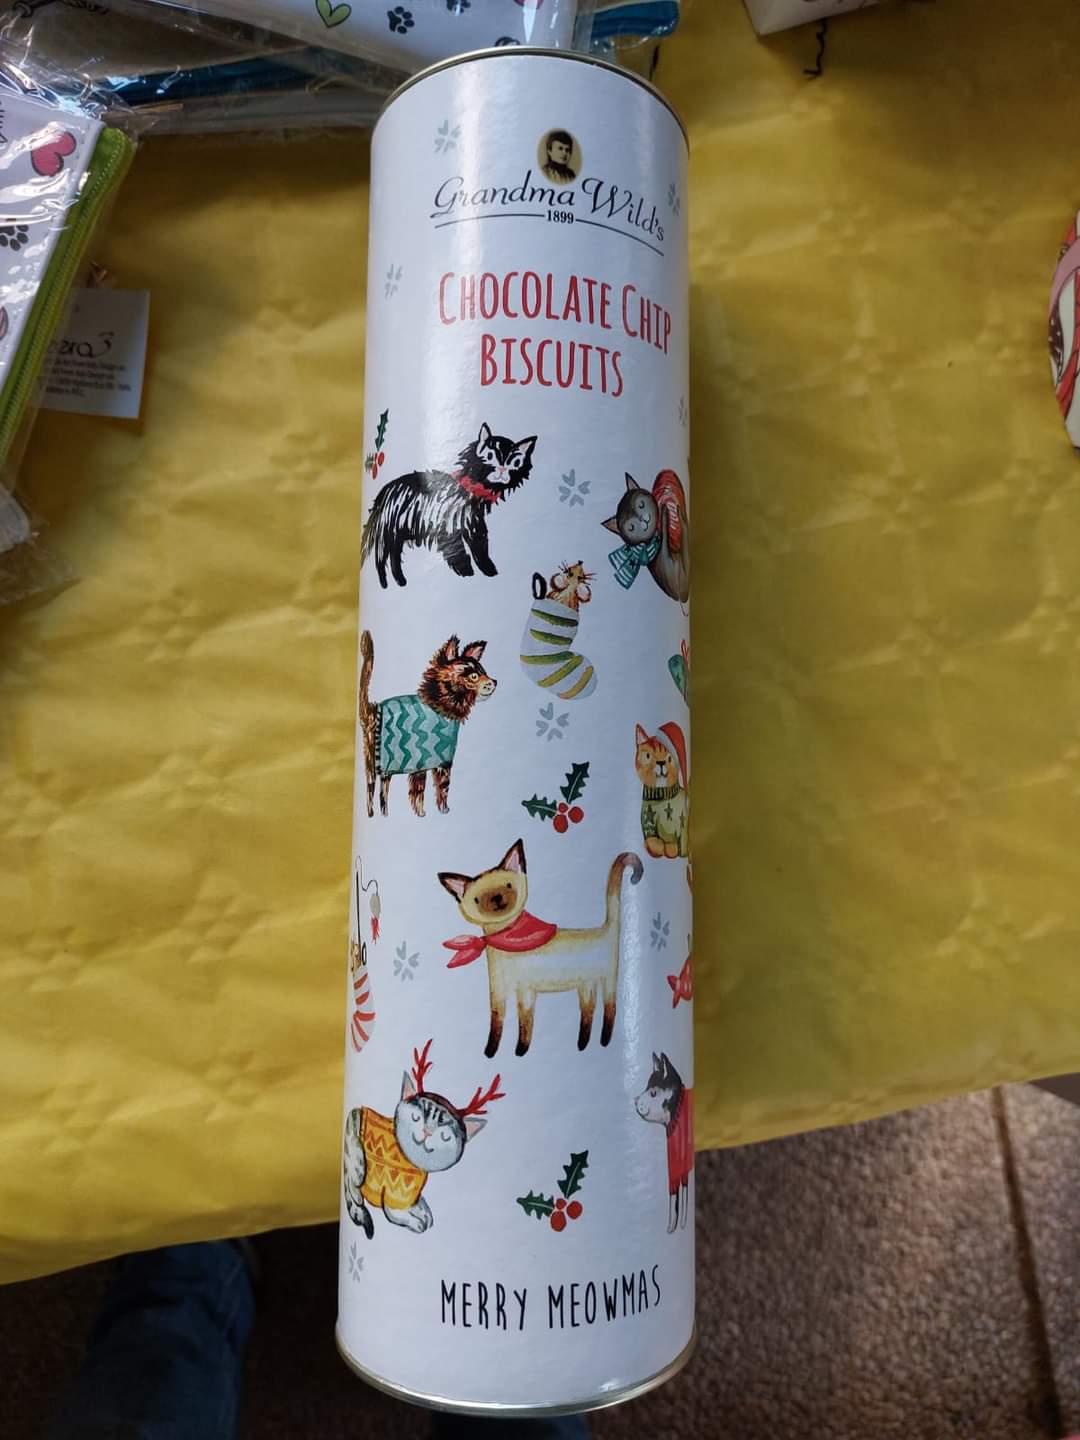 Grandma Wild's
1899
CHOCOLATE CHIP
BISCUITS
MERRY MEOWMAS